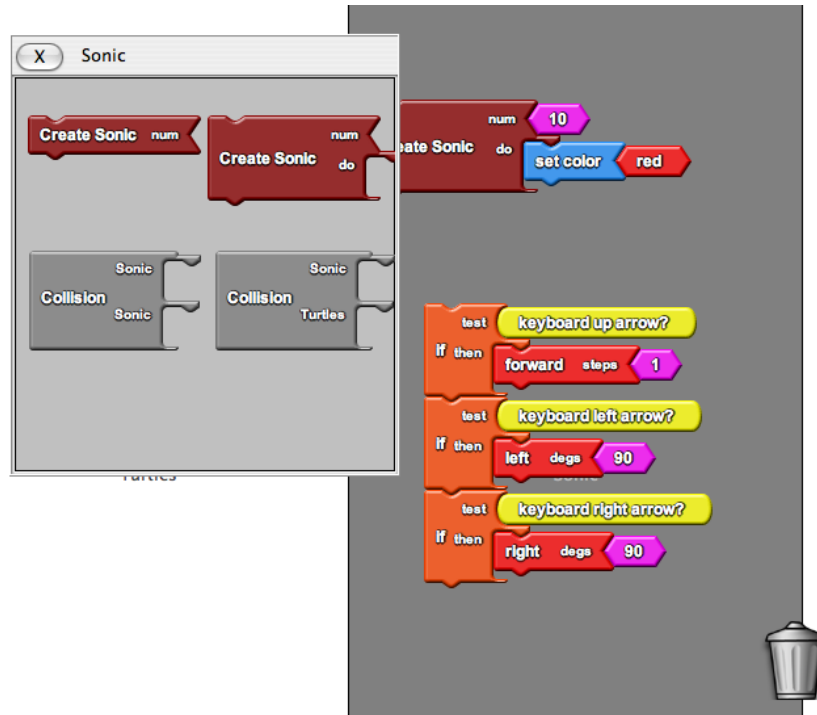 X Sonic
Create Sonic num
Create Sonic num do
Collision Sonic Sonic
Collision Sonic Turtles
Turtles
eate Sonic num 10
do set color red
if test keyboard up arrow?
then forward steps 1
if test keyboard left arrow?
then left degs 90
Sonic
if test keyboard right arrow?
then right degs 90